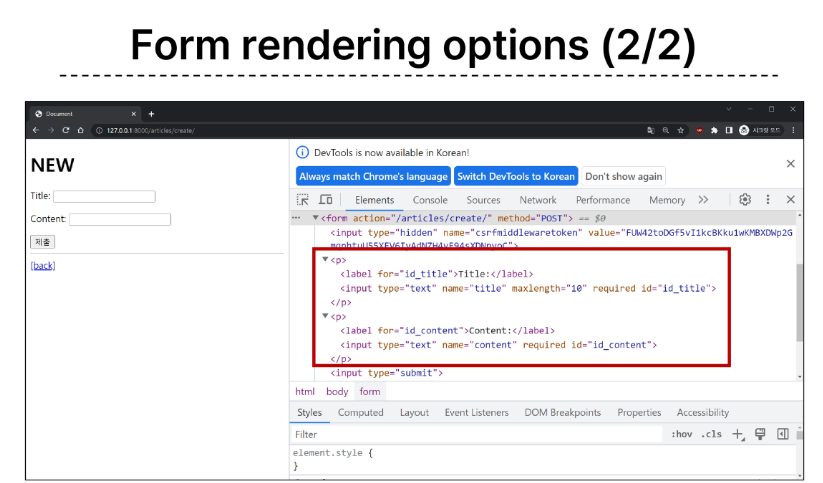 Form rendering options (2/2)
Document
127.0.0.1:8000/articles/create/
NEW
Title:
Content:
제출
[back]
DevTools is now available in Korean!
Always match Chrome's language Switch DevTools to Korean Don't show again
Elements Console Sources Network Performance Memory
<form action="/articles/create/" method="POST"> == $0
<input type="hidden" name="csrfmiddlewaretoken" value="FUW42toDGf5vI1kcBKku1wKMBXDWp2G
<p>
<label for="id_title">Title:</label>
<input type="text" name="title" maxlength="10" required id="id_title">
</p>
<p>
<label for="id_content">Content:</label>
<input type="text" name="content" required id="id_content">
</p>
<input type="submit">
html body form
Styles Computed Layout Event Listeners DOM Breakpoints Properties Accessibility
Filter :hov .cls
element.style {
}